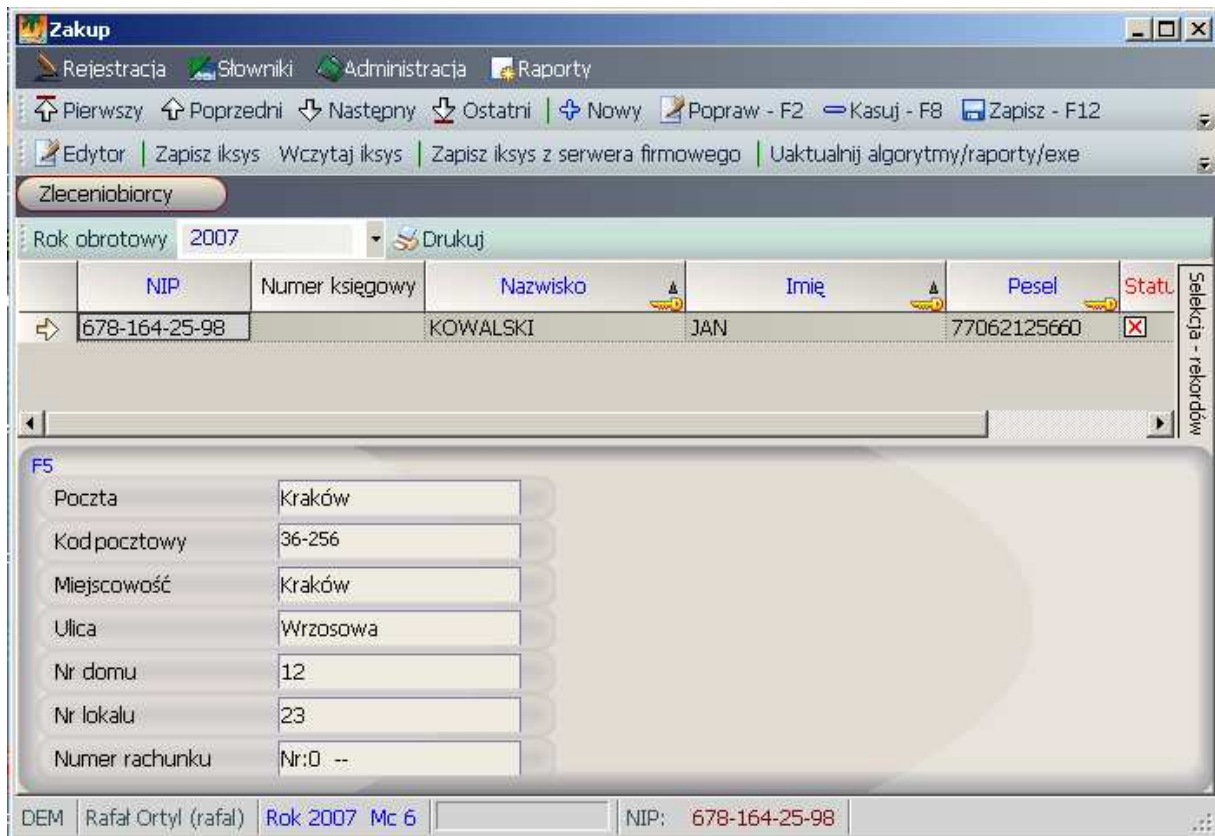 Zakup
Rejestracja Słowniki Administracja Raporty
Pierwszy Poprzedni Następny Ostatni | Nowy Popraw - F2 Kasuj - F8 Zapisz - F12
Edytor | Zapisz iksys Wczytaj iksys | Zapisz iksys z serwera firmowego | Uaktualnij algorytmy/raporty/exe
Zleceniobiorcy
Rok obrotowy 2007 Drukuj
NIP Numer księgowy Nazwisko Imię Pesel Statu
678-164-25-98 KOWALSKI JAN 77062125660
Selekcja - rekordów
F5
Poczta Kraków
Kod pocztowy 36-256
Miejscowość Kraków
Ulica Wrzosowa
Nr domu 12
Nr lokalu 23
Numer rachunku Nr:0 --
DEM Rafał Ortyl (rafal) Rok 2007 Mc 6 NIP: 678-164-25-98